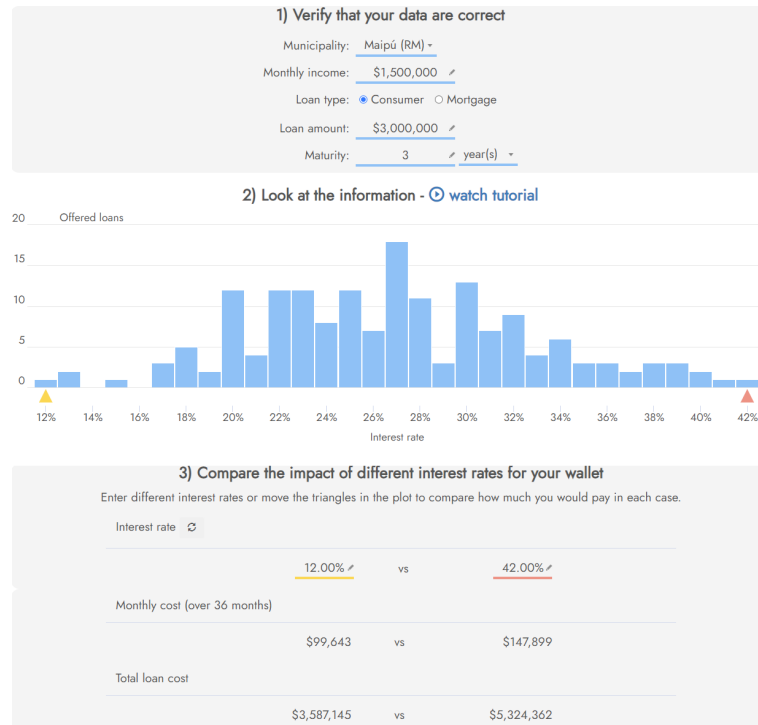 1) Verify that your data are correct
Municipality: Maipú (RM)
Monthly income: $1,500,000
Loan type: Consumer Mortgage
Loan amount: $3,000,000
Maturity: 3 year(s)
2) Look at the information - watch tutorial
20 Offered loans
15
10
5
0
12% 14% 16% 18% 20% 22% 24% 26% 28% 30% 32% 34% 36% 38% 40% 42%
Interest rate
3) Compare the impact of different interest rates for your wallet
Enter different interest rates or move the triangles in the plot to compare how much you would pay in each case.
Interest rate
12.00% vs 42.00%
Monthly cost (over 36 months)
$99,643 vs $147,899
Total loan cost
$3,587,145 vs $5,324,362